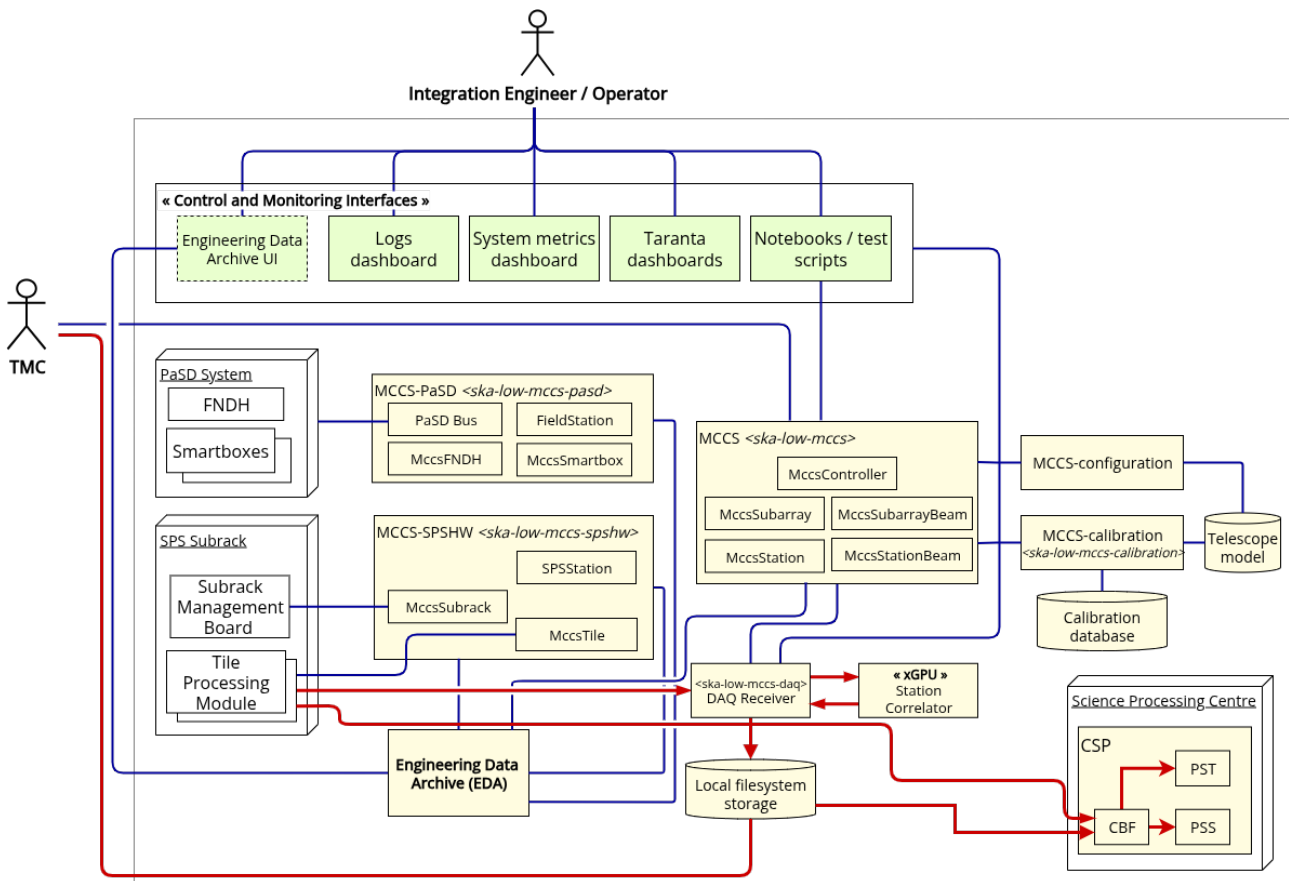 Integration Engineer / Operator
« Control and Monitoring Interfaces »
Engineering Data
Archive UI
Logs
dashboard
System metrics
dashboard
Taranta
dashboards
Notebooks / test
scripts
TMC
PaSD System
FNDH
Smartboxes
MCCS-PaSD <ska-low-mccs-pasd>
PaSD Bus
FieldStation
MccsFNDH
MccsSmartbox
MCCS <ska-low-mccs>
MccsController
MccsSubarray
MccsSubarrayBeam
MccsStation
MccsStationBeam
MCCS-configuration
MCCS-calibration
<ska-low-mccs-calibration>
Telescope
model
Calibration
database
SPS Subrack
Subrack
Management
Board
Tile
Processing
Module
MCCS-SPSHW <ska-low-mccs-spshw>
SPSStation
MccsSubrack
MccsTile
<ska-low-mccs-daq>
DAQ Receiver
« xGPU »
Station
Correlator
Engineering Data
Archive (EDA)
Local filesystem
storage
Science Processing Centre
CSP
PST
CBF
PSS